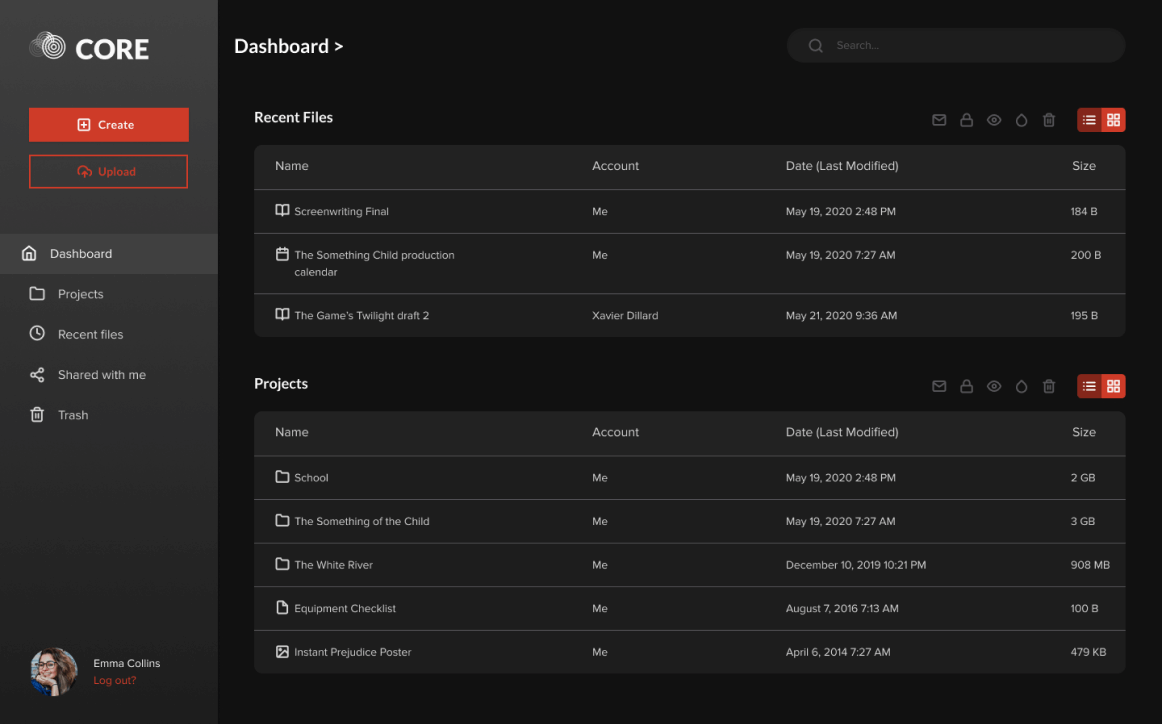 CORE
Create
Upload
Dashboard
Projects
Recent files
Shared with me
Trash
Emma Collins
Log out?
Dashboard >
Search...
Recent Files
Name Account Date (Last Modified) Size
Screenwriting Final Me May 19, 2020 2:48 PM 184 B
The Something Child production Me May 19, 2020 7:27 AM 200 B
calendar
The Game's Twilight draft 2 Xavier Dillard May 21, 2020 9:36 AM 195 B
Projects
Name Account Date (Last Modified) Size
School Me May 19, 2020 2:48 PM 2 GB
The Something of the Child Me May 19, 2020 7:27 AM 3 GB
The White River Me December 10, 2019 10:21 PM 908 MB
Equipment Checklist Me August 7, 2016 7:13 AM 100 B
Instant Prejudice Poster Me April 6, 2014 7:27 AM 479 KB